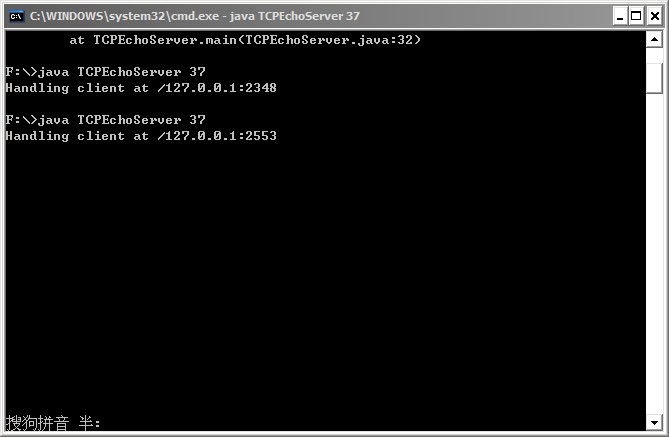 C:\WINDOWS\system32\cmd.exe - java TCPEchoServer 37
at TCPEchoServer.main(TCPEchoServer.java:32)
F:\>java TCPEchoServer 37
Handling client at /127.0.0.1:2348
F:\>java TCPEchoServer 37
Handling client at /127.0.0.1:2553
搜狗拼音 半: